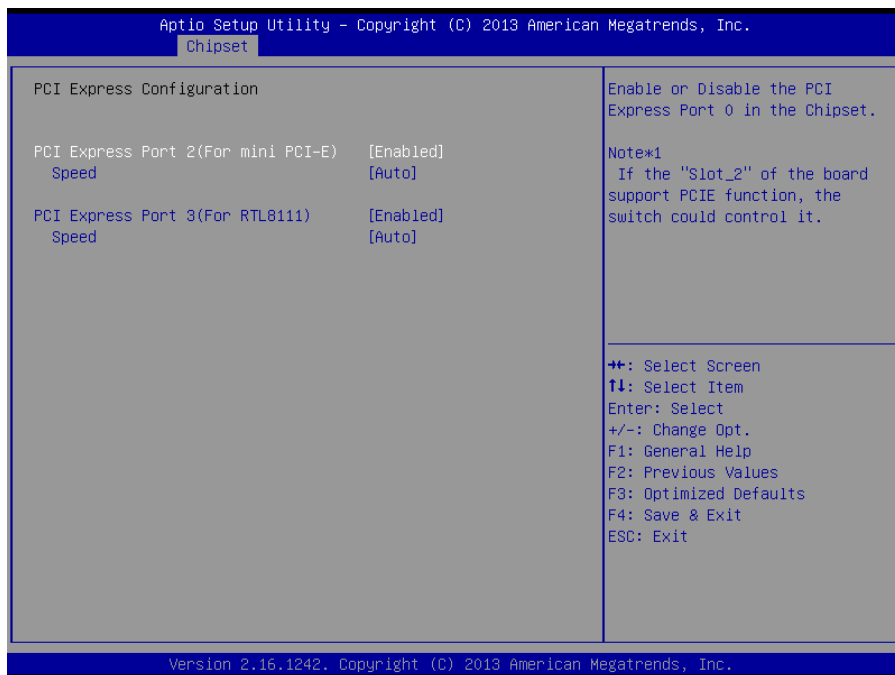 Aptio Setup Utility – Copyright (C) 2013 American Megatrends, Inc.
Chipset
PCI Express Configuration
PCI Express Port 2(For mini PCI-E) [Enabled]
Speed [Auto]
PCI Express Port 3(For RTL8111) [Enabled]
Speed [Auto]
Enable or Disable the PCI
Express Port 0 in the Chipset.
Note*1
If the "Slot_2" of the board
support PCIE function, the
switch could control it.
→←: Select Screen
↑↓: Select Item
Enter: Select
+/-: Change Opt.
F1: General Help
F2: Previous Values
F3: Optimized Defaults
F4: Save & Exit
ESC: Exit
Version 2.16.1242. Copyright (C) 2013 American Megatrends, Inc.